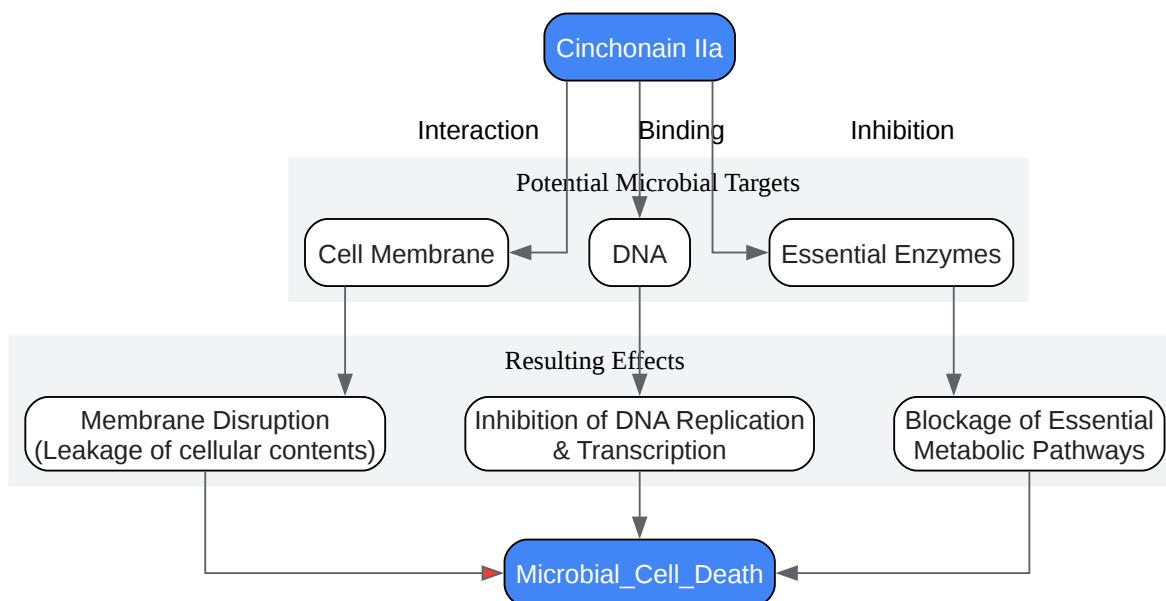 Cinchonain IIa
Interaction
Binding
Inhibition
Potential Microbial Targets
Cell Membrane
DNA
Essential Enzymes
Resulting Effects
Membrane Disruption
(Leakage of cellular contents)
Inhibition of DNA Replication
& Transcription
Blockage of Essential
Metabolic Pathways
Microbial_Cell_Death